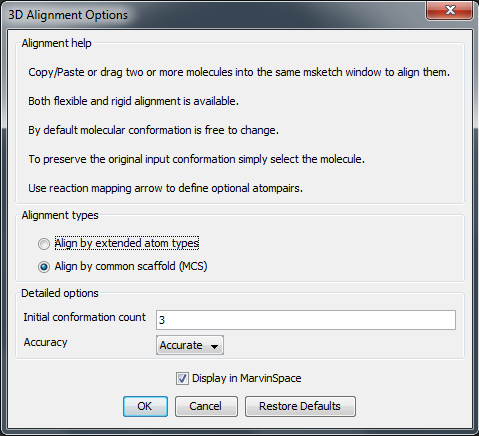 3D Alignment Options
Alignment help
Copy/Paste or drag two or more molecules into the same msketch window to align them.
Both flexible and rigid alignment is available.
By default molecular conformation is free to change.
To preserve the original input conformation simply select the molecule.
Use reaction mapping arrow to define optional atompairs.
Alignment types
Align by extended atom types
Align by common scaffold (MCS)
Detailed options
Initial conformation count 3
Accuracy Accurate
Display in MarvinSpace
OK Cancel Restore Defaults